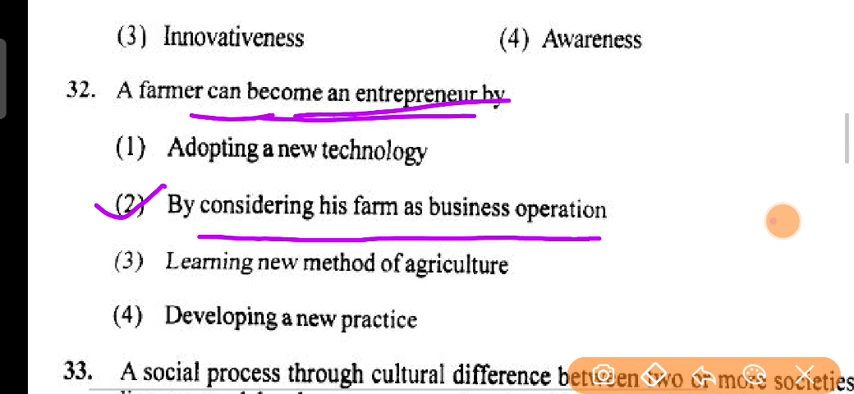 (3) Innovativeness (4) Awareness
32. A farmer can become an entrepreneur by
(1) Adopting a new technology
(2) By considering his farm as business operation
(3) Learning new method of agriculture
(4) Developing a new practice
33. A social process through cultural difference between two or more societies